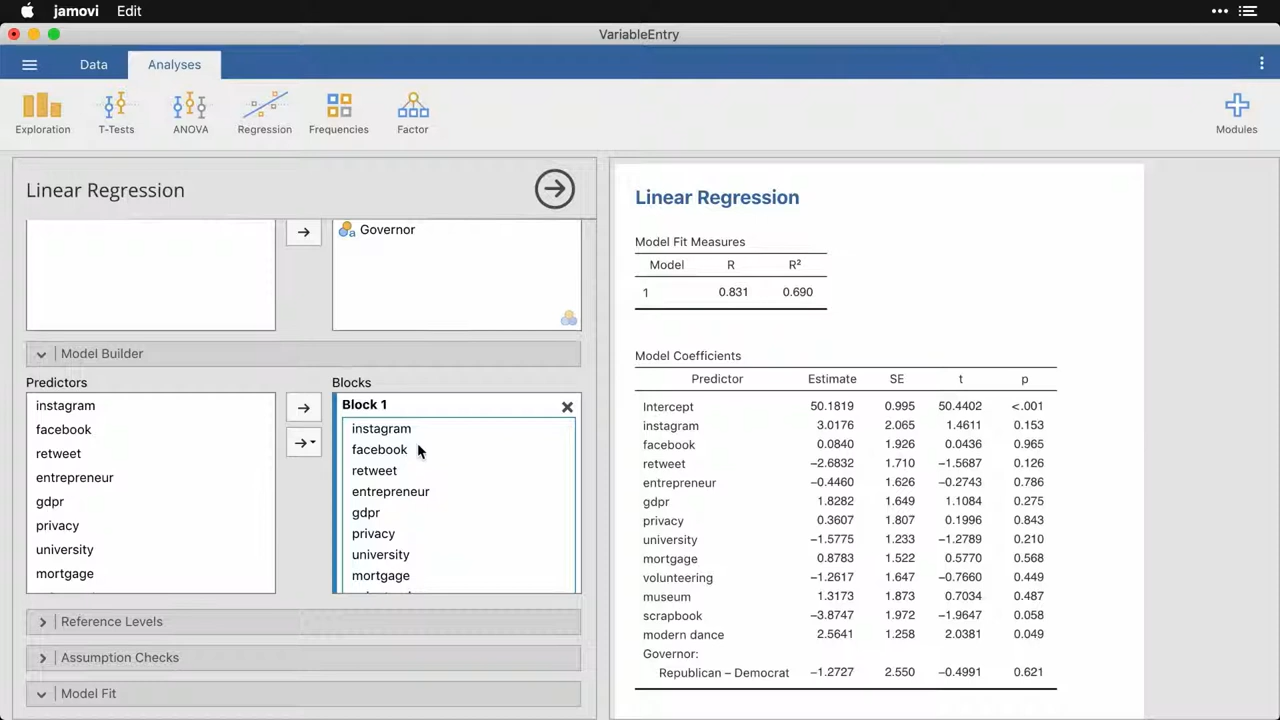 jamovi Edit
VariableEntry
Data Analyses
Exploration T-Tests ANOVA Regression Frequencies Factor Modules
Linear Regression
Governor
Model Builder
Predictors
instagram
facebook
retweet
entrepreneur
gdpr
privacy
university
mortgage
Blocks
Block 1
instagram
facebook
retweet
entrepreneur
gdpr
privacy
university
mortgage
Reference Levels
Assumption Checks
Model Fit
Linear Regression
Model Fit Measures
Model R R²
1 0.831 0.690
Model Coefficients
Predictor Estimate SE t p
Intercept 50.1819 0.995 50.4402 <.001
instagram 3.0176 2.065 1.4611 0.153
facebook 0.0840 1.926 0.0436 0.965
retweet −2.6832 1.710 −1.5687 0.126
entrepreneur −0.4460 1.626 −0.2743 0.786
gdpr 1.8282 1.649 1.1084 0.275
privacy 0.3607 1.807 0.1996 0.843
university −1.5775 1.233 −1.2789 0.210
mortgage 0.8783 1.522 0.5770 0.568
volunteering −1.2617 1.647 −0.7660 0.449
museum 1.3173 1.873 0.7034 0.487
scrapbook −3.8747 1.972 −1.9647 0.058
modern dance 2.5641 1.258 2.0381 0.049
Governor:
Republican – Democrat −1.2727 2.550 −0.4991 0.621